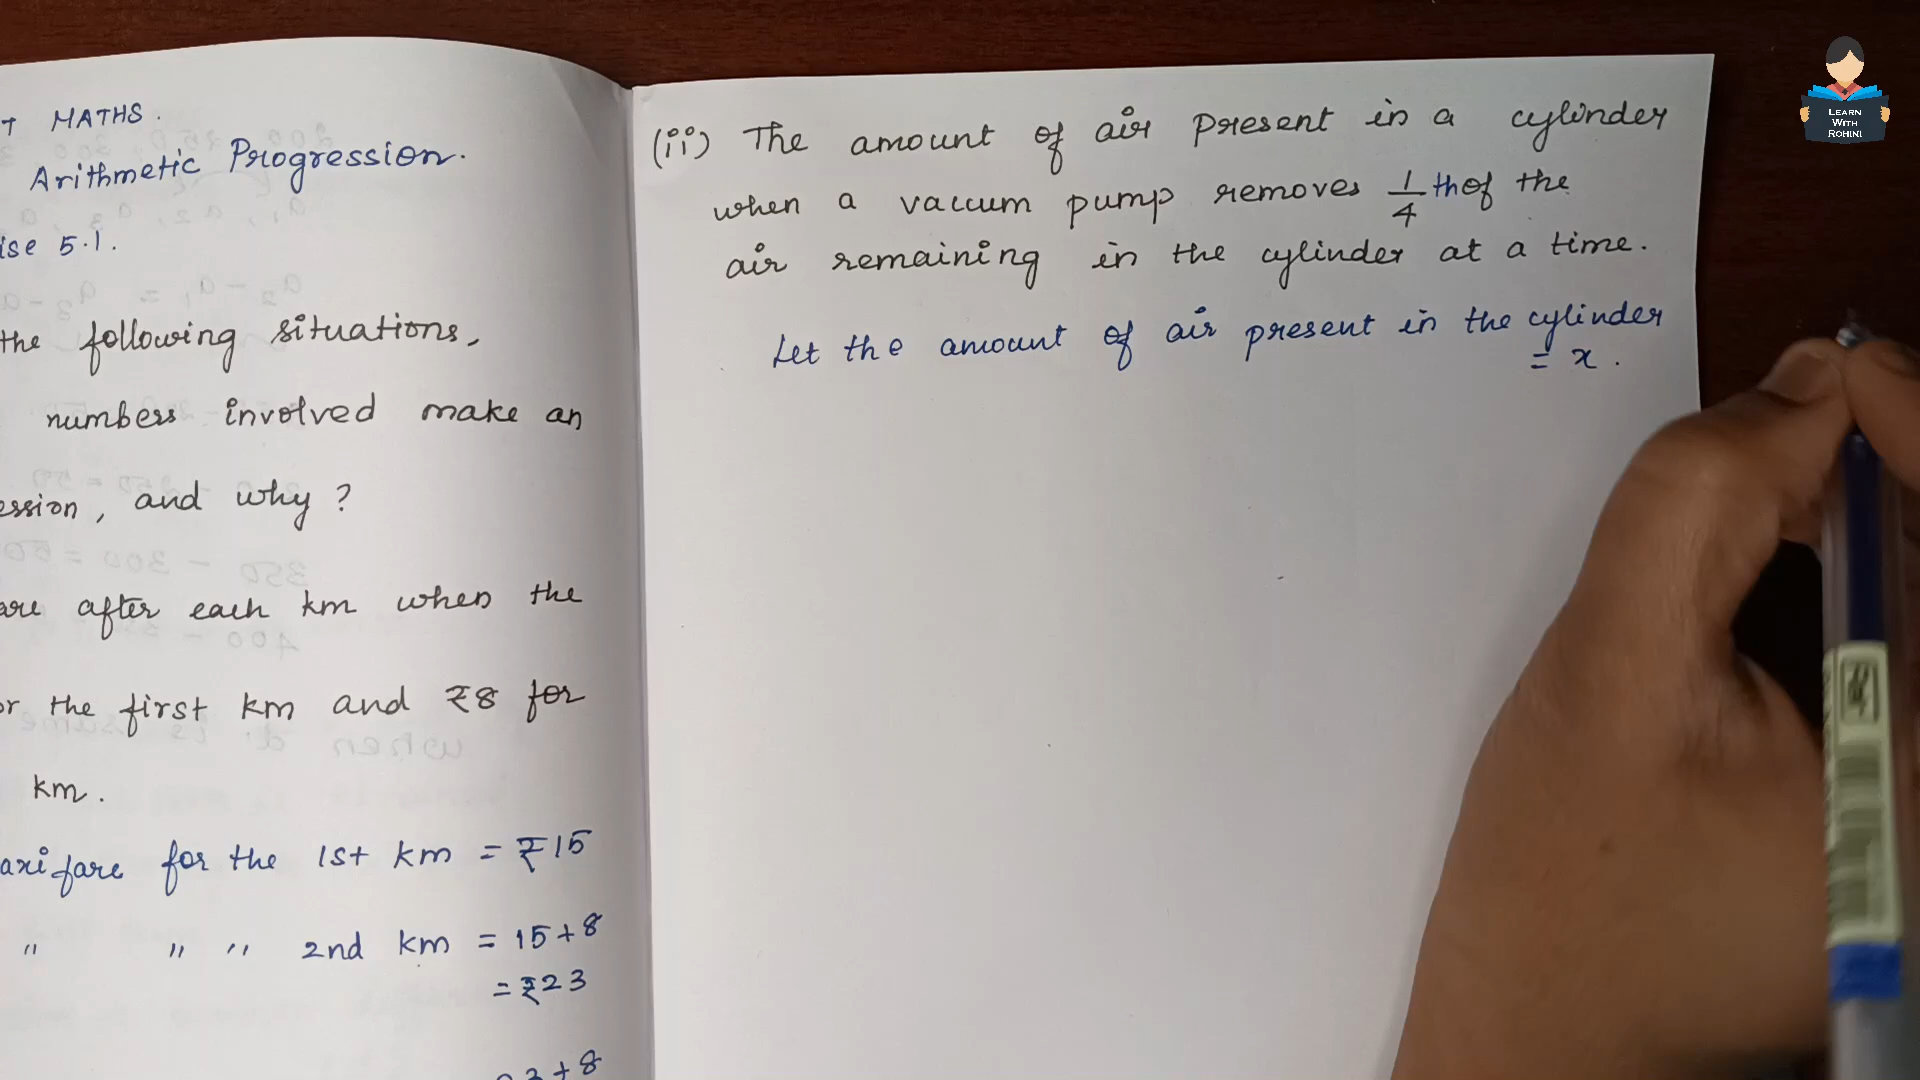 MATHS.
Arithmetic Progression.
ise 5.1.
the following situations,
numbers involved make an
ession, and why?
are after each km when the
or the first km and ₹8 for
km.
axi fare for the 1st km = ₹15
" " " 2nd km = 15+8
= ₹23
+8
(ii) The amount of air present in a cylinder
when a vaccum pump removes 1/4 th of the
air remaining in the cylinder at a time.
Let the amount of air present in the cylinder
= x.
LEARN
WITH
ROHINI